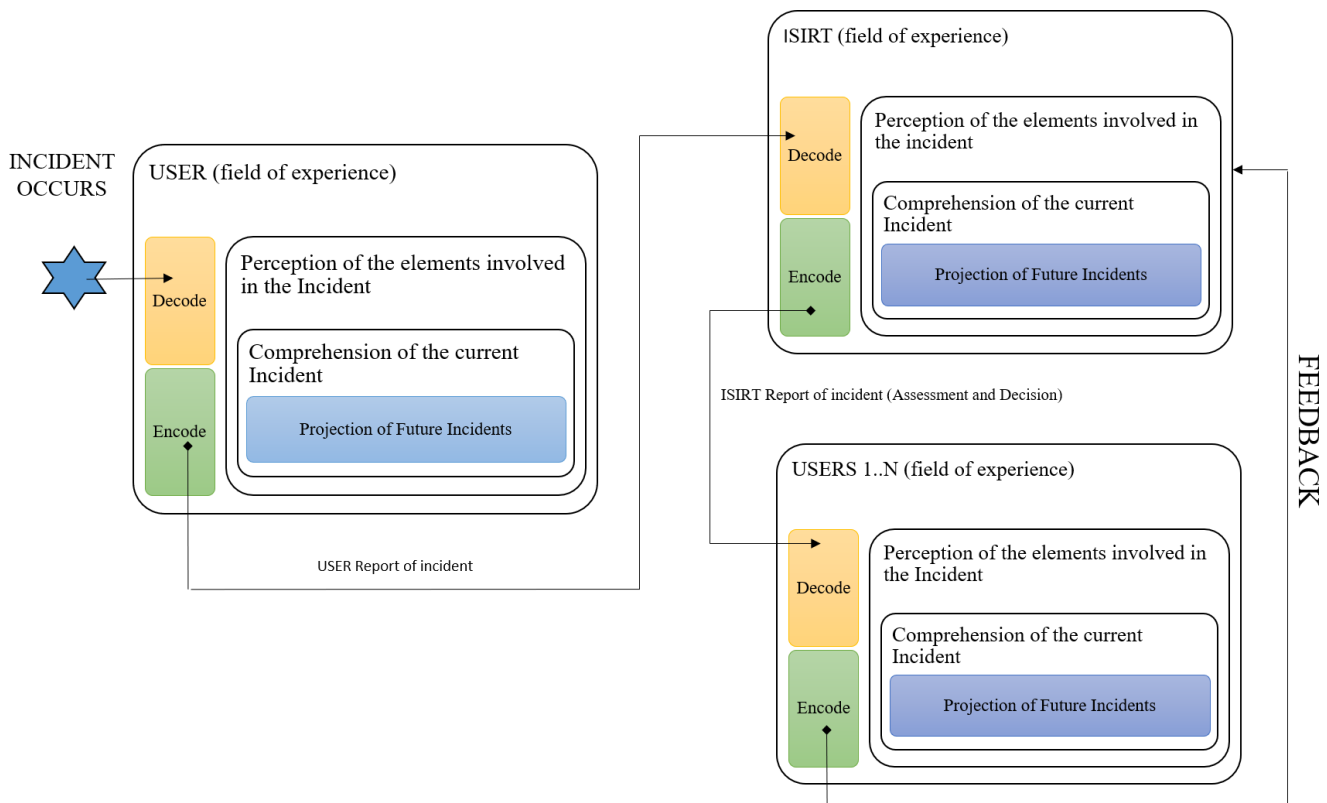 INCIDENT
OCCURS
USER (field of experience)
Decode
Encode
Perception of the elements involved
in the Incident
Comprehension of the current
Incident
Projection of Future Incidents
USER Report of incident
ISIRT (field of experience)
Decode
Encode
Perception of the elements involved in
the incident
Comprehension of the current
Incident
Projection of Future Incidents
ISIRT Report of incident (Assessment and Decision)
USERS 1..N (field of experience)
Decode
Encode
Perception of the elements involved in
the Incident
Comprehension of the current
Incident
Projection of Future Incidents
FEEDBACK